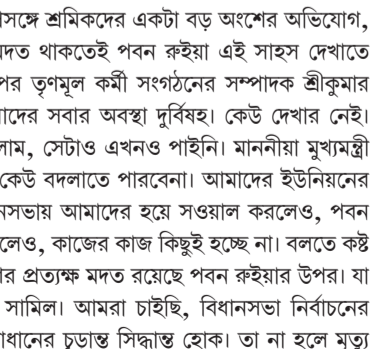 সঙ্গে শ্রমিকদের একটা বড় অংশের অভিযোগ,
মদত থাকতেই পবন রুইয়া এই সাহস দেখাতে
পর তৃণমূল কর্মী সংগঠনের সম্পাদক শ্রীকুমার
াদের সবার অবস্থা দুর্বিষহ। কেউ দেখার নেই।
লাম, সেটাও এখনও পাইনি। মাননীয়া মুখ্যমন্ত্রী
কেউ বদলাতে পারবেনা। আমাদের ইউনিয়নের
নসভায় আমাদের হয়ে সওয়াল করলেও, পবন
লেও, কাজের কাজ কিছুই হচ্ছে না। বলতে কষ্ট
র প্রত্যক্ষ মদত রয়েছে পবন রুইয়ার উপর। যা
সামিল। আমরা চাইছি, বিধানসভা নির্বাচনের
াধানের চূড়ান্ত সিদ্ধান্ত হোক। তা না হলে মৃত্যু